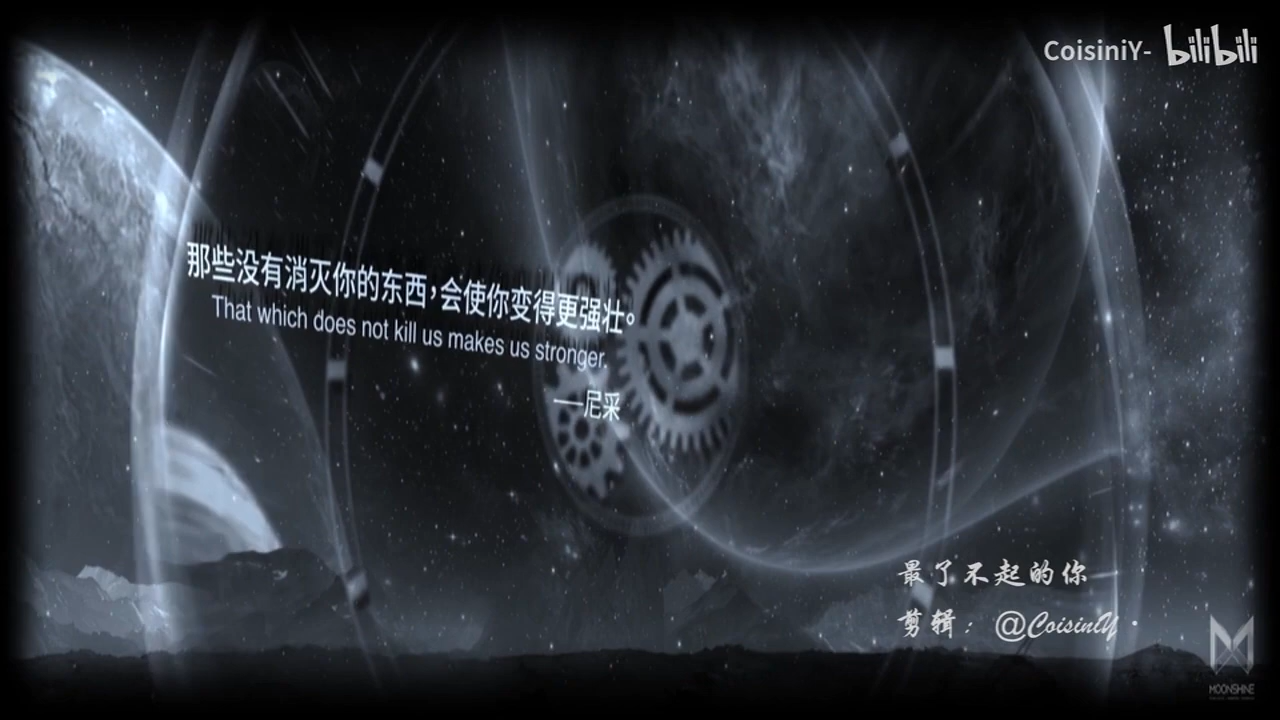 CoisiniY- bilibili
那些没有消灭你的东西，会使你变得更强壮。
That which does not kill us makes us stronger.
——尼采
最了不起的你
剪辑：@CoisiniY·
MOONSHINE